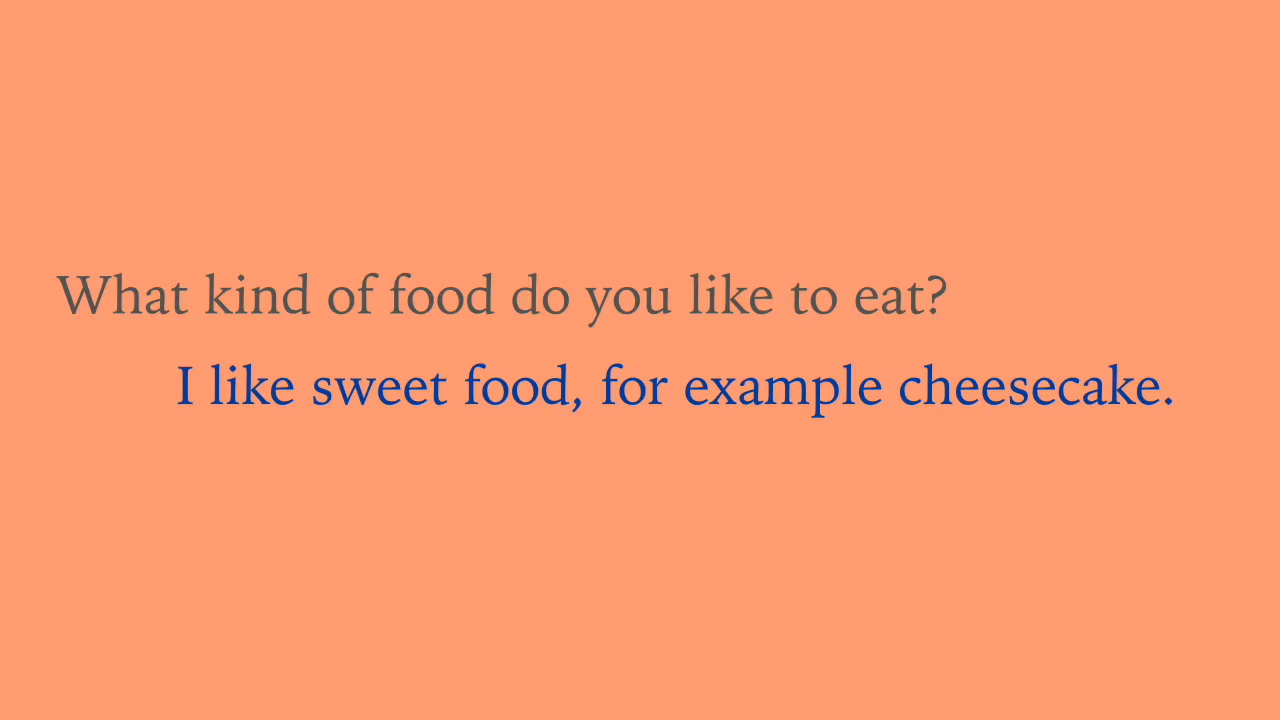 What kind of food do you like to eat?
I like sweet food, for example cheesecake.